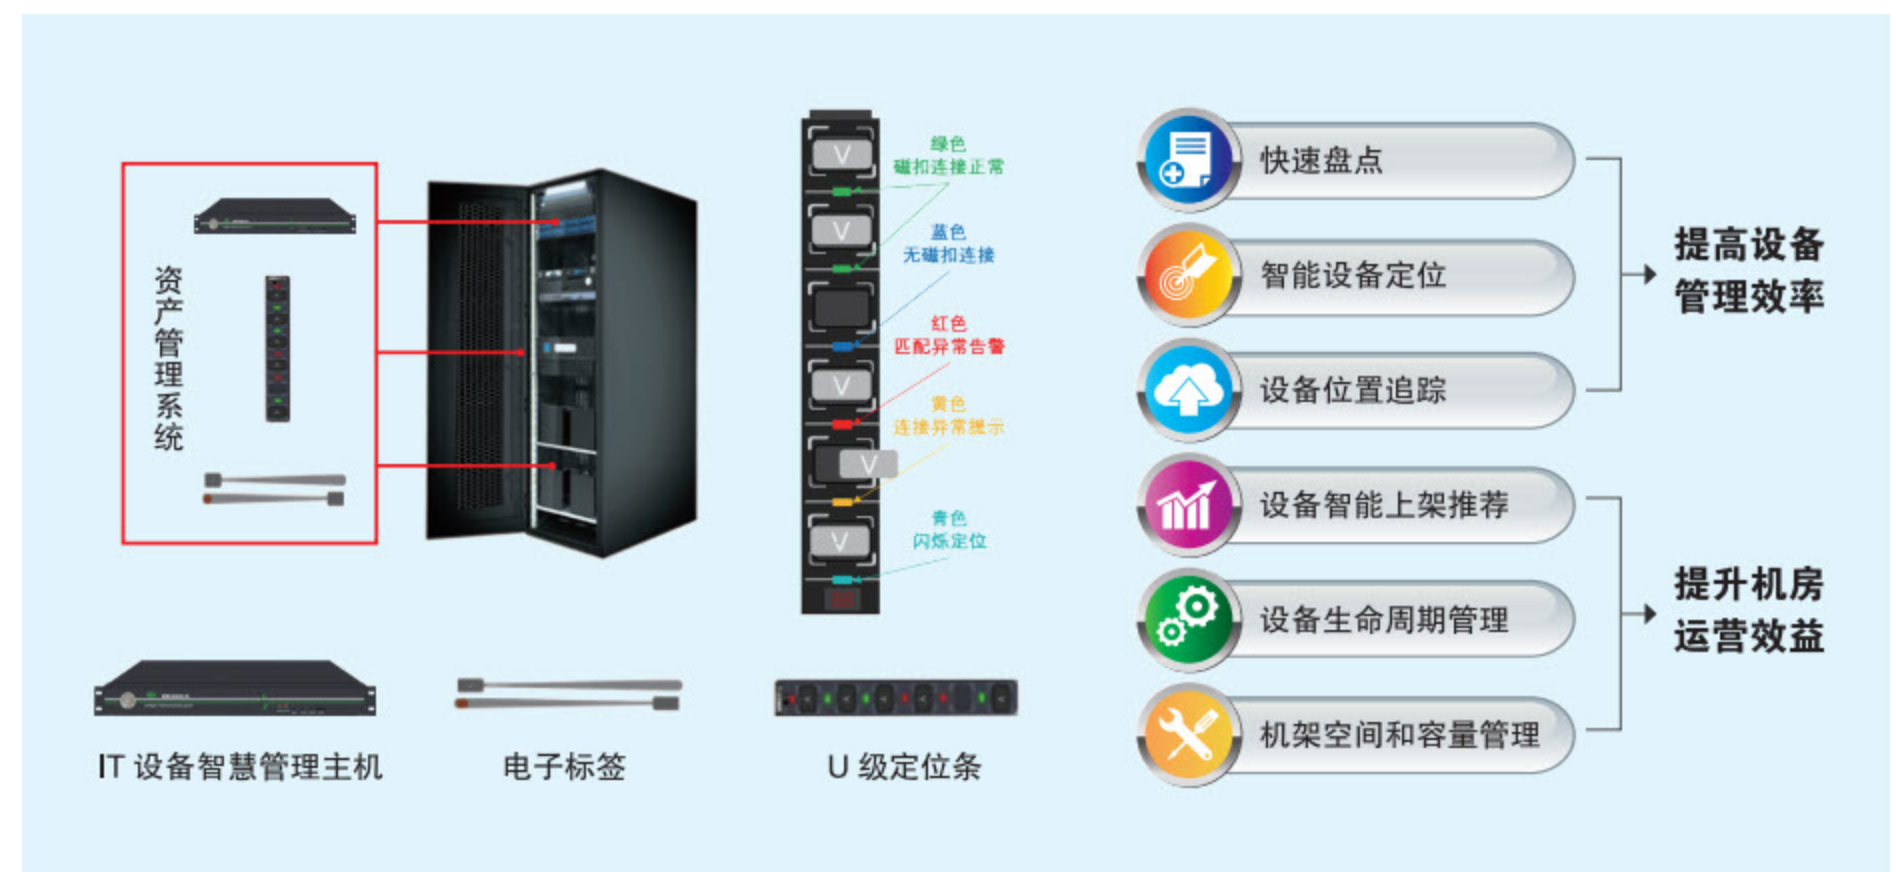 资产管理系统
绿色
磁扣连接正常
蓝色
无磁扣连接
红色
匹配异常告警
黄色
连接异常提示
青色
闪烁定位
V
V
V
V
V
88
IT 设备智慧管理主机
电子标签
U 级定位条
快速盘点
智能设备定位
设备位置追踪
提高设备
管理效率
设备智能上架推荐
设备生命周期管理
机架空间和容量管理
提升机房
运营效益